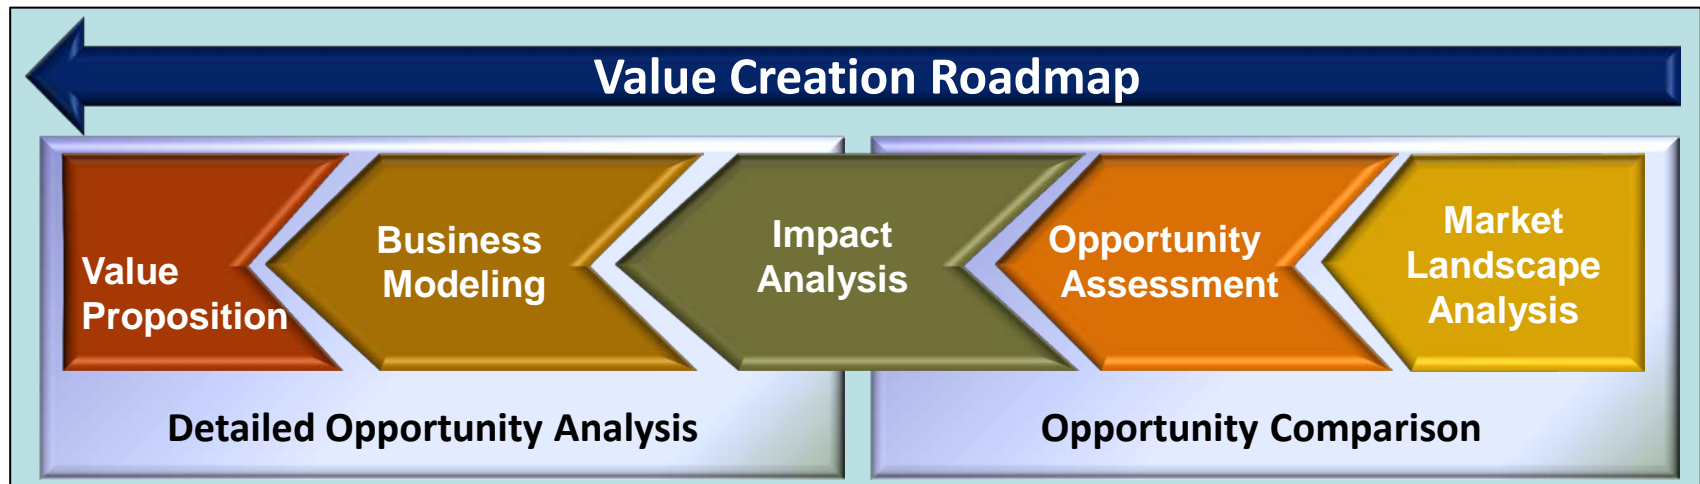 Value Creation Roadmap
Value
Proposition
Business
Modeling
Impact
Analysis
Opportunity
Assessment
Market
Landscape
Analysis
Detailed Opportunity Analysis
Opportunity Comparison